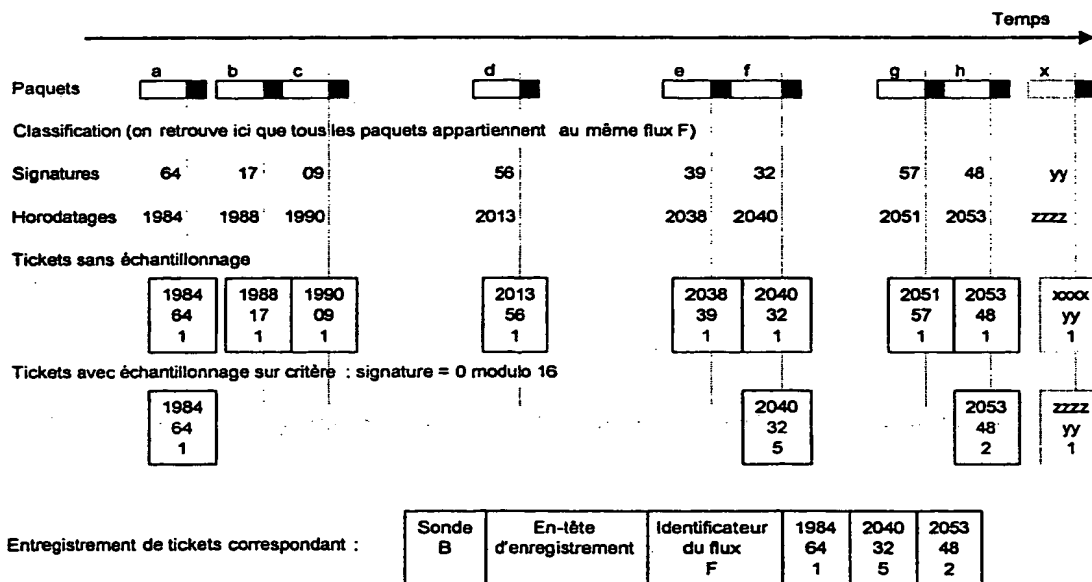 Temps
a b c d e f g h x
Paquets
Classification (on retrouve ici que tous les paquets appartiennent au même flux F)
Signatures 64 17 09 56 39 32 57 48 yy
Horodatages 1984 1988 1990 2013 2038 2040 2051 2053 zzzz
Tickets sans échantillonnage
1984 1988 1990 2013 2038 2040 2051 2053 xxxx
64 17 09 56 39 32 57 48 yy
1 1 1 1 1 1 1 1 1
Tickets avec échantillonnage sur critère : signature = 0 modulo 16
1984 2040 2053 zzzz
64 32 48 yy
1 5 2 1
Sonde En-tête Identificateur 1984 2040 2053
Entregistrement de tickets correspondant : B d'enregistrement du flux 64 32 48
F 1 5 2